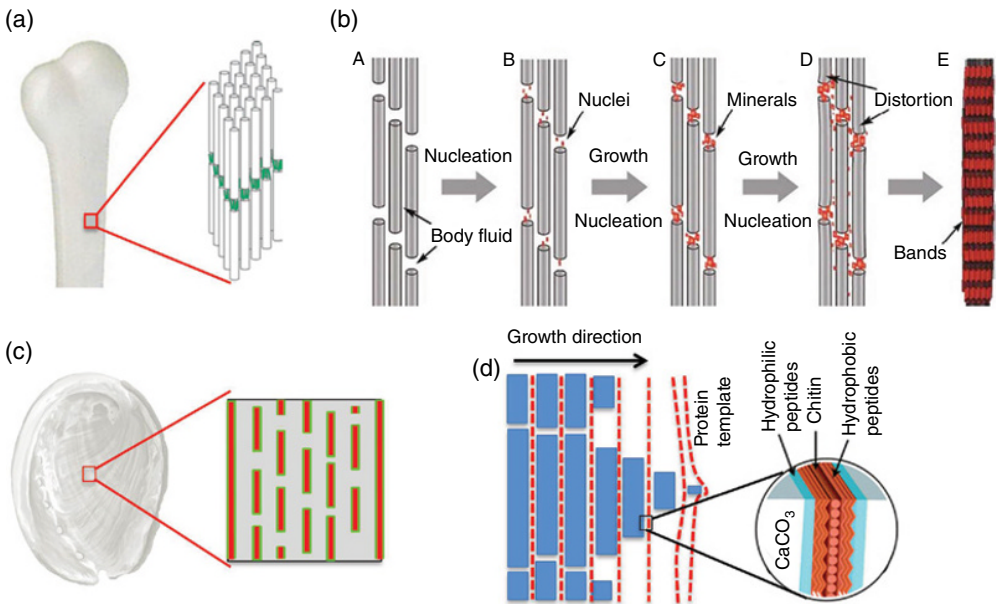 (a)
(b)
A
B
C
D
E
Nuclei
Minerals
Distortion
Nucleation
Growth
Nucleation
Growth
Nucleation
Body fluid
Bands
(c)
(d)
Growth direction
Protein
template
Hydrophilic
peptides
Chitin
Hydrophobic
peptides
CaCO₃